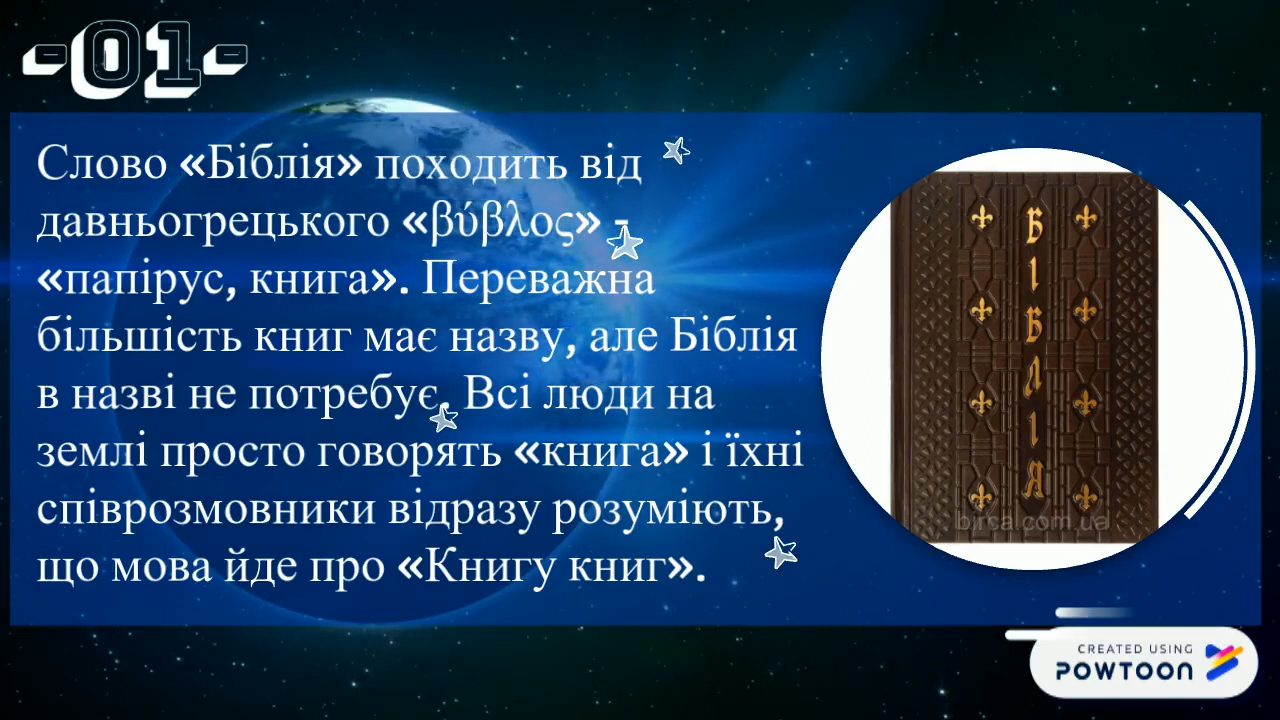 -01-
Слово «Біблія» походить від
давньогрецького «βύβλος» -
«папірус, книга». Переважна
більшість книг має назву, але Біблія
в назві не потребує. Всі люди на
землі просто говорять «книга» і їхні
співрозмовники відразу розуміють,
що мова йде про «Книгу книг».
БІБЛІЯ
birca.com.ua
CREATED USING
POWTOON